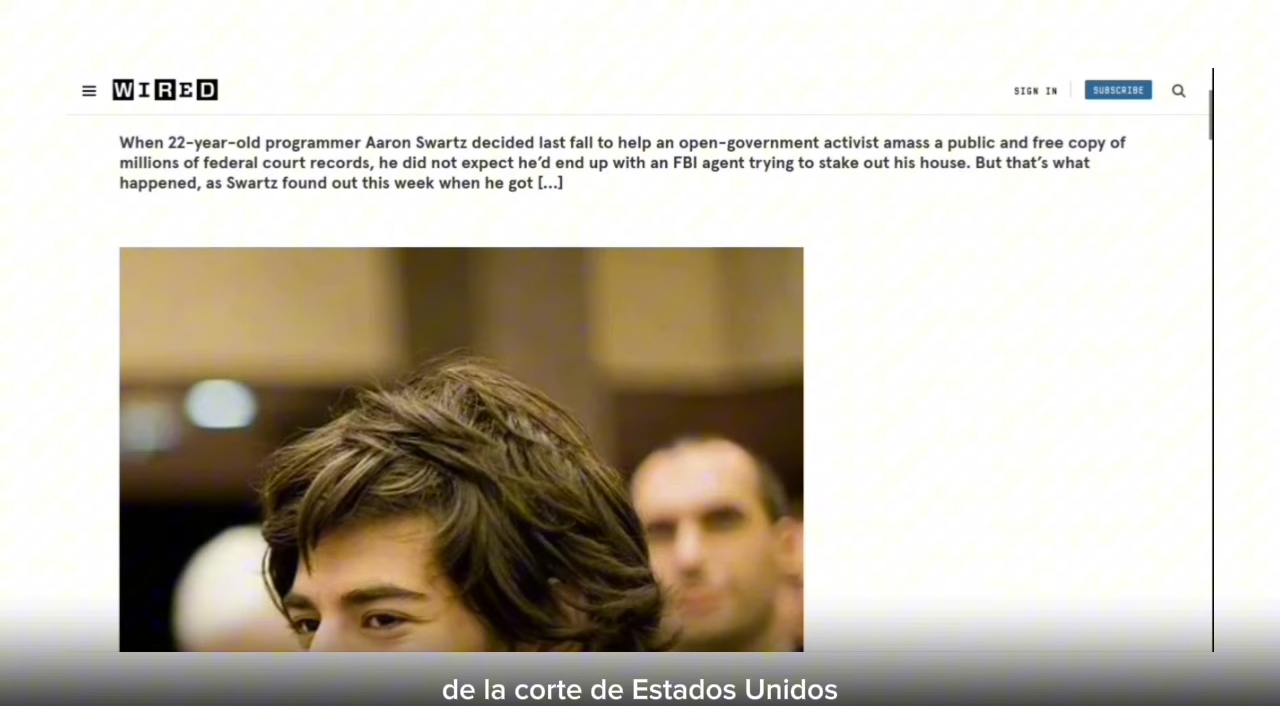 WIRED
SIGN IN
SUBSCRIBE
When 22-year-old programmer Aaron Swartz decided last fall to help an open-government activist amass a public and free copy of
millions of federal court records, he did not expect he’d end up with an FBI agent trying to stake out his house. But that’s what
happened, as Swartz found out this week when he got [...]
de la corte de Estados Unidos